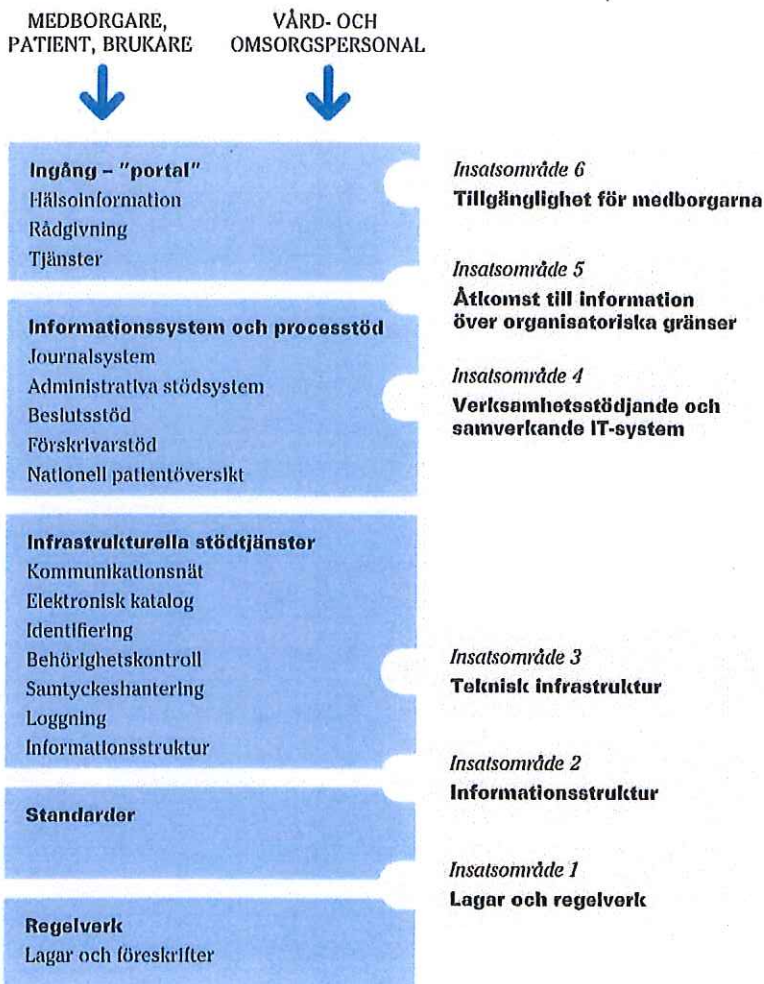 MEDBORGARE,
PATIENT, BRUKARE
VÅRD- OCH
OMSORGSPERSONAL
Ingång – "portal"
Hälsoinformation
Rådgivning
Tjänster
Insatsområde 6
Tillgänglighet för medborgarna
Insatsområde 5
Åtkomst till information
över organisatoriska gränser
Informationssystem och processtöd
Journalsystem
Administrativa stödsystem
Beslutsstöd
Förskrivarstöd
Nationell patientöversikt
Insatsområde 4
Verksamhetsstödjande och
samverkande IT-system
Infrastrukturella stödtjänster
Kommunikationsnät
Elektronisk katalog
Identifiering
Behörighetskontroll
Samtyckeshantering
Loggning
Informationsstruktur
Insatsområde 3
Teknisk infrastruktur
Insatsområde 2
Informationsstruktur
Standarder
Insatsområde 1
Lagar och regelverk
Regelverk
Lagar och föreskrifter